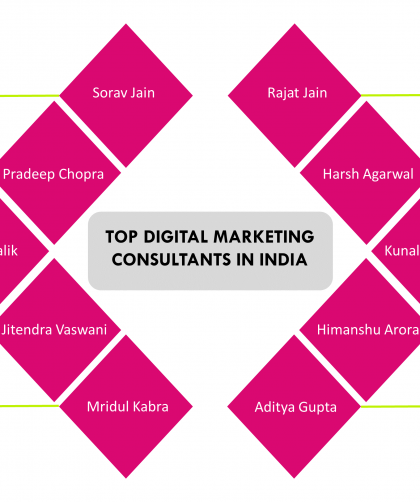 Sorav Jain
Rajat Jain
Pradeep Chopra
Harsh Agarwal
TOP DIGITAL MARKETING
CONSULTANTS IN INDIA
Kunal
Jitendra Vaswani
Himanshu Arora
Mridul Kabra
Aditya Gupta